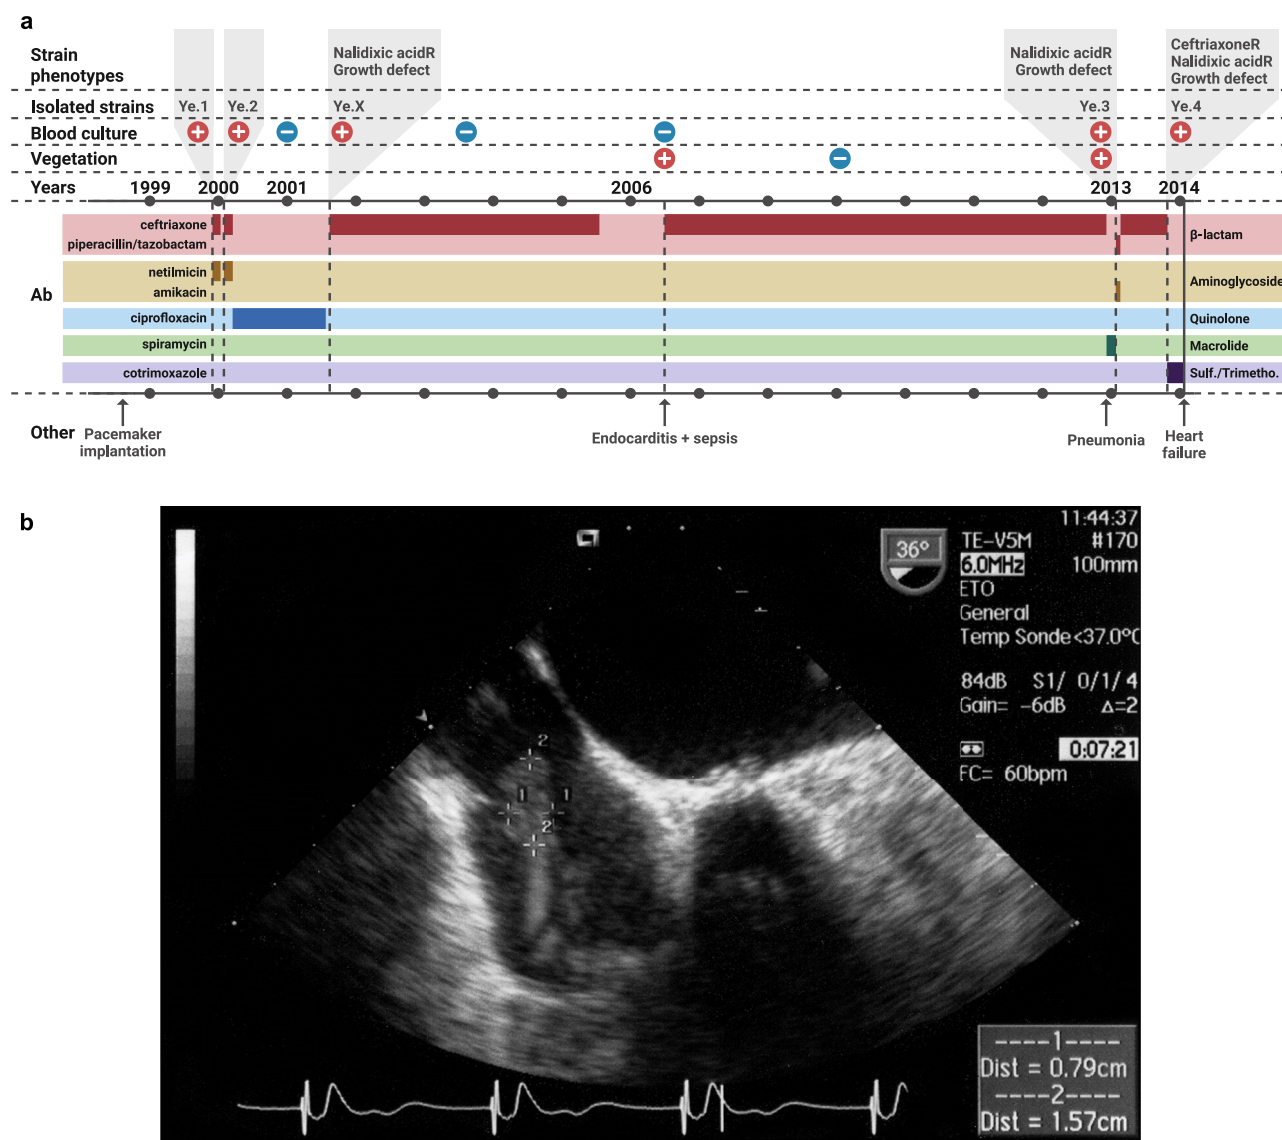 a
Strain
phenotypes
Nalidixic acidR
Growth defect
Nalidixic acidR
Growth defect
CeftriaxoneR
Nalidixic acidR
Growth defect
Isolated strains
Ye.1
Ye.2
Ye.X
Ye.3
Ye.4
Blood culture
+ + − + − − + +
Vegetation
+ − +
Years
1999
2000
2001
2006
2013
2014
Ab
ceftriaxone
piperacillin/tazobactam
β-lactam
netilmicin
amikacin
Aminoglycoside
ciprofloxacin
Quinolone
spiramycin
Macrolide
cotrimoxazole
Sulf./Trimetho.
Other
Pacemaker
implantation
Endocarditis + sepsis
Pneumonia
Heart
failure
b
11:44:37
36°
TE-V5M #170
6.0MHz 100mm
ETO
General
Temp Sonde<37.0°C
84dB S1/ 0/1/4
Gain= -6dB Δ=2
0:07:21
FC= 60bpm
2
1 1
2
----1----
Dist = 0.79cm
----2----
Dist = 1.57cm